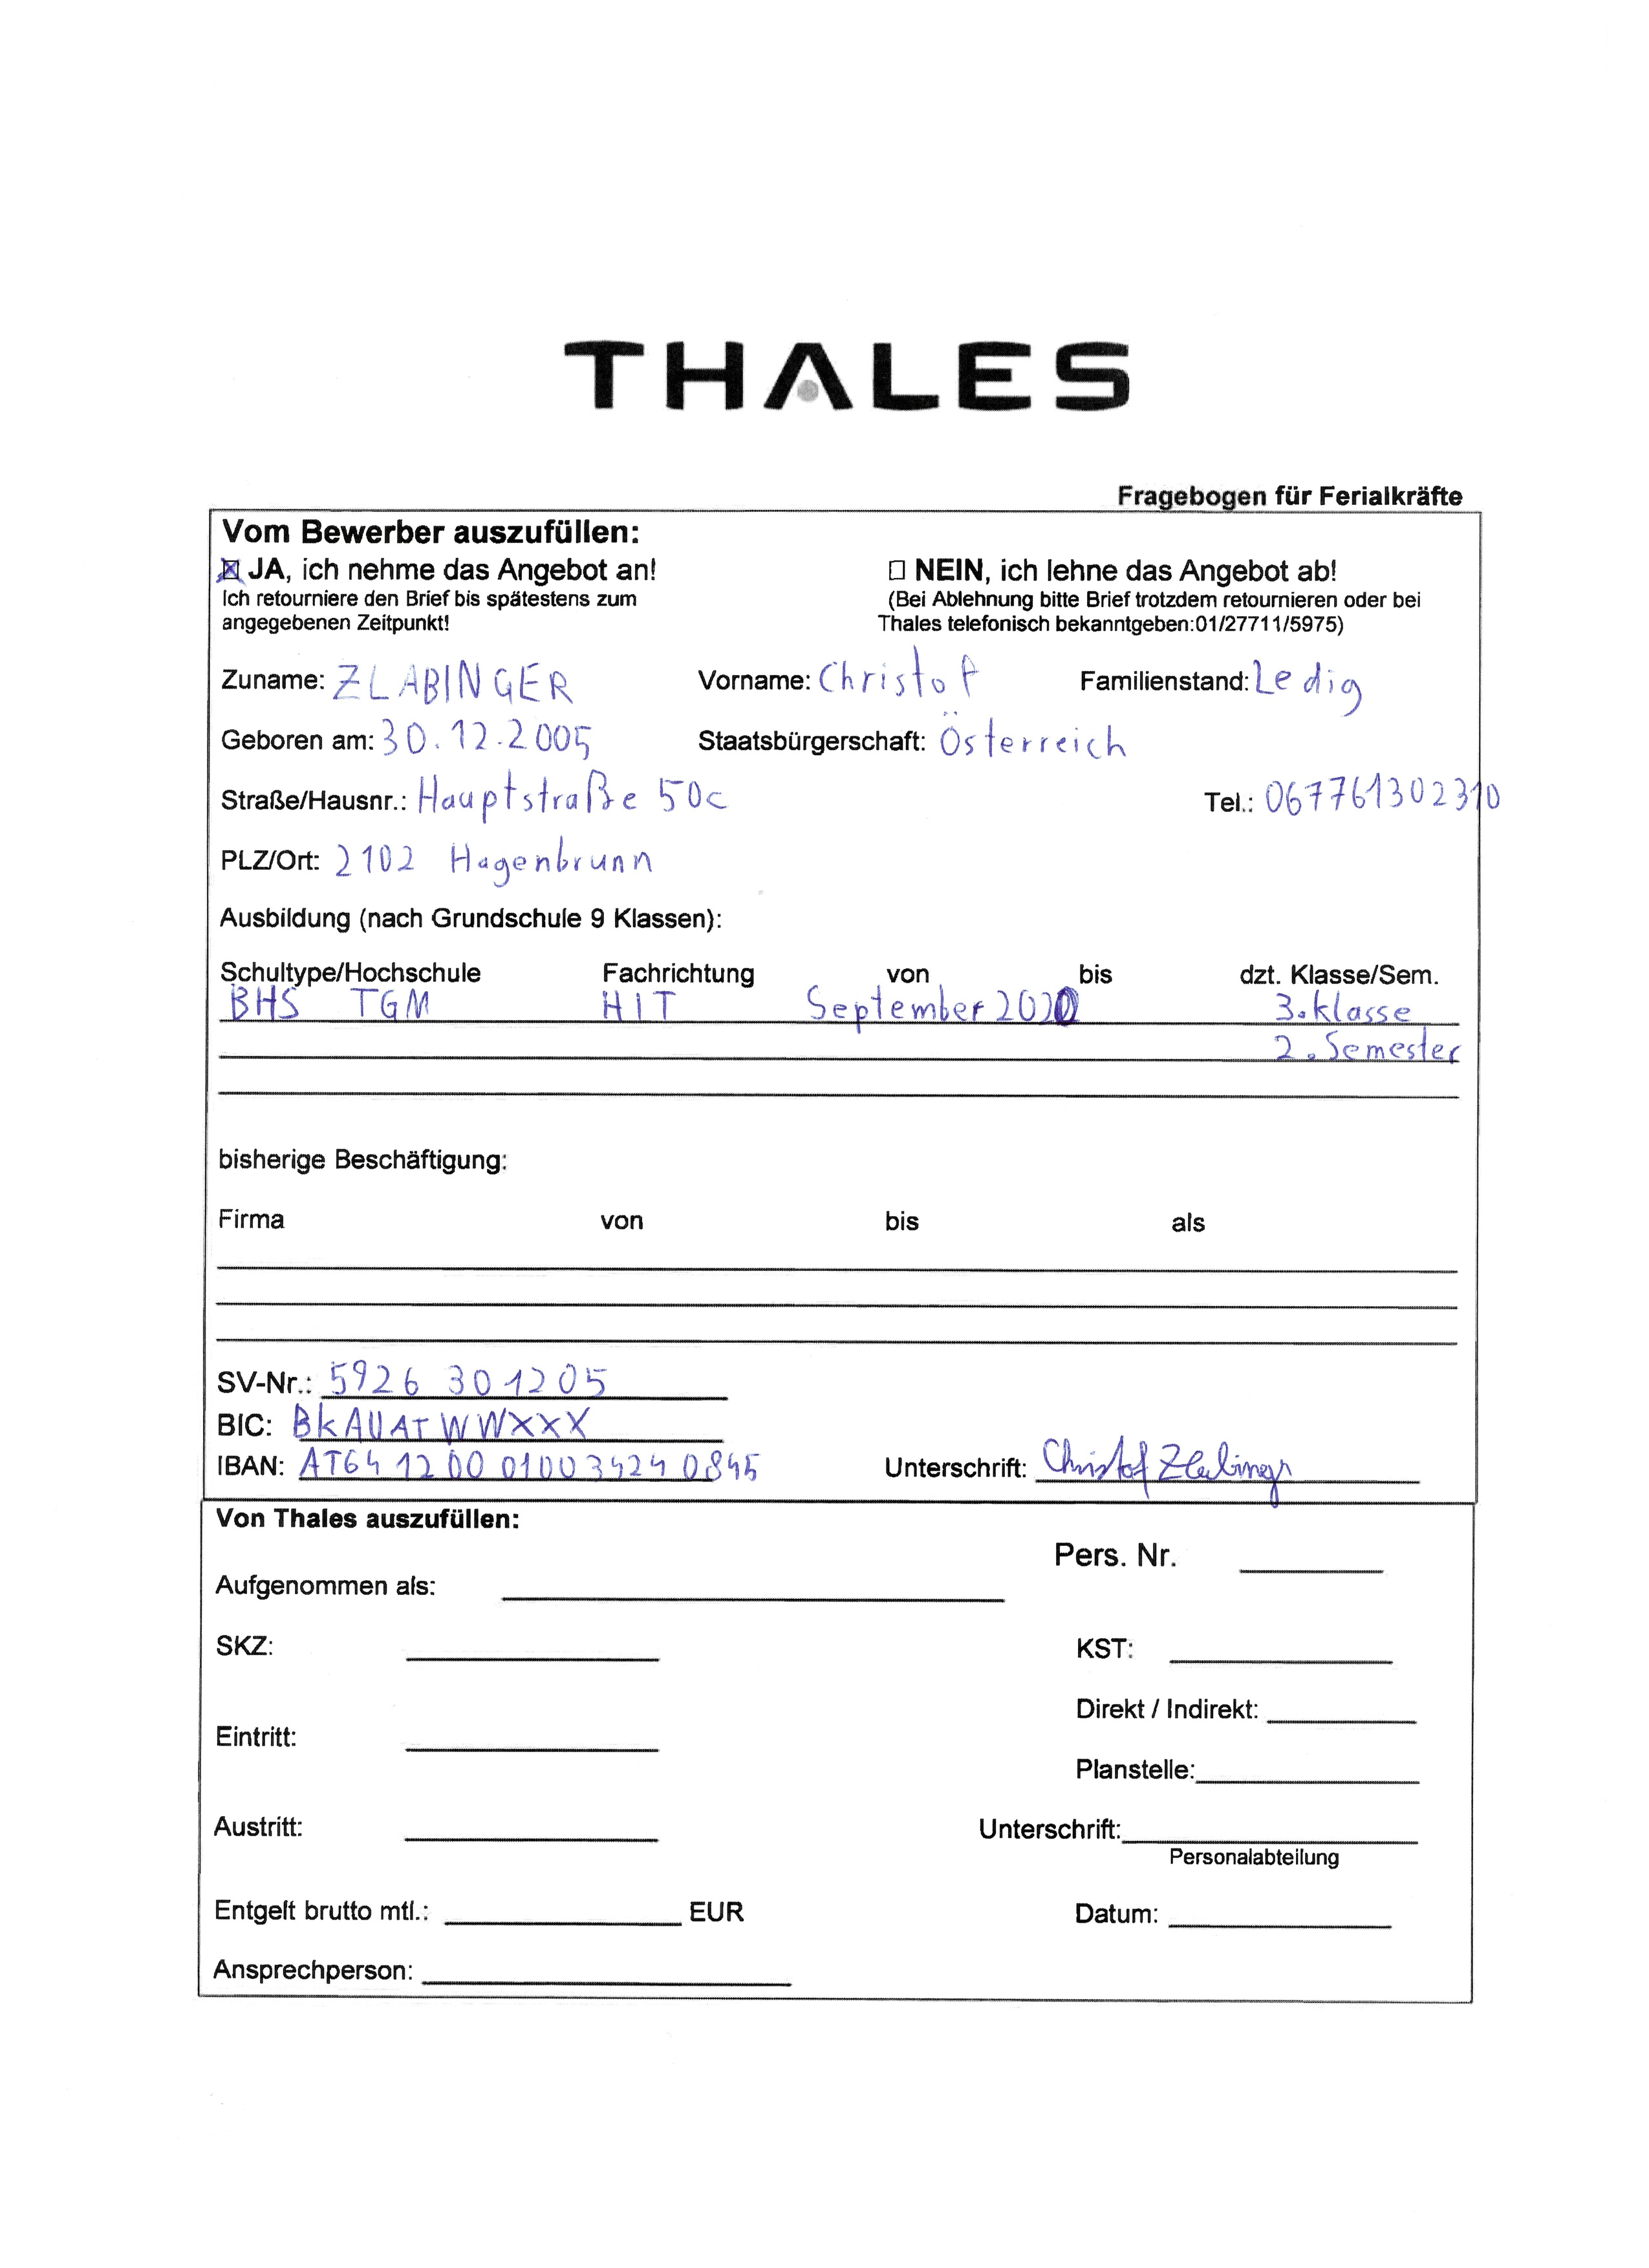 THALES
Fragebogen für Ferialkräfte
Vom Bewerber auszufüllen:
JA, ich nehme das Angebot an! NEIN, ich lehne das Angebot ab!
Ich retourniere den Brief bis spätestens zum (Bei Ablehnung bitte Brief trotzdem retournieren oder bei
angegebenen Zeitpunkt! Thales telefonisch bekanntgeben:01/27711/5975)
Zuname: ZLABINGER Vorname: Christof Familienstand: Ledig
Geboren am: 30.12.2005 Staatsbürgerschaft: Österreich
Straße/Hausnr.: Hauptstraße 50c Tel.: 067761302310
PLZ/Ort: 2102 Hagenbrunn
Ausbildung (nach Grundschule 9 Klassen):
Schultype/Hochschule Fachrichtung von bis dzt. Klasse/Sem.
BHS TGM HIT September 2020 3.Klasse
2.Semester
bisherige Beschäftigung:
Firma von bis als
SV-Nr.: 5926 301205
BIC: BKAUATWWXXX
IBAN: AT64 1200 0100 3424 0845 Unterschrift: Christof Zlabinger
Von Thales auszufüllen:
Pers. Nr.
Aufgenommen als:
SKZ: KST:
Direkt / Indirekt:
Eintritt:
Planstelle:
Austritt: Unterschrift:
Personalabteilung
Entgelt brutto mtl.: EUR Datum:
Ansprechperson: